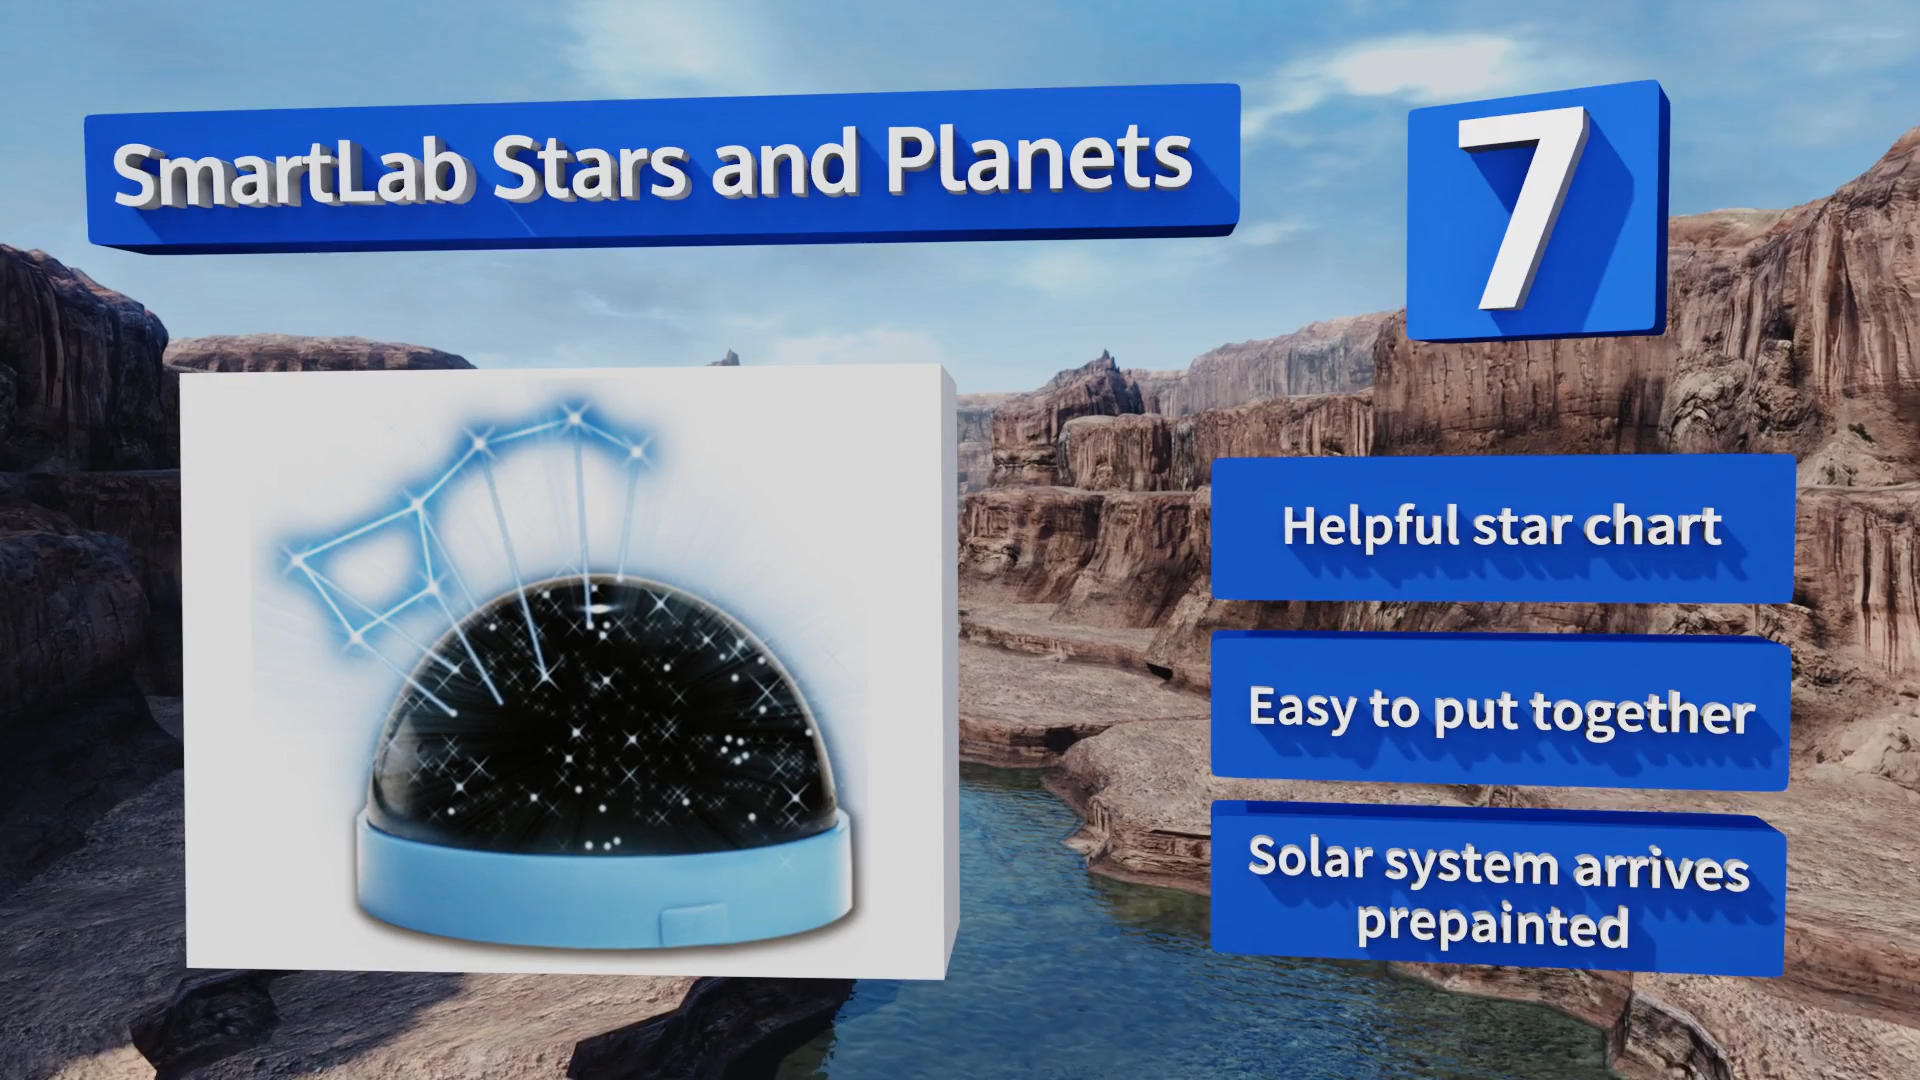 SmartLab Stars and Planets
7
Helpful star chart
Easy to put together
Solar system arrives
prepainted